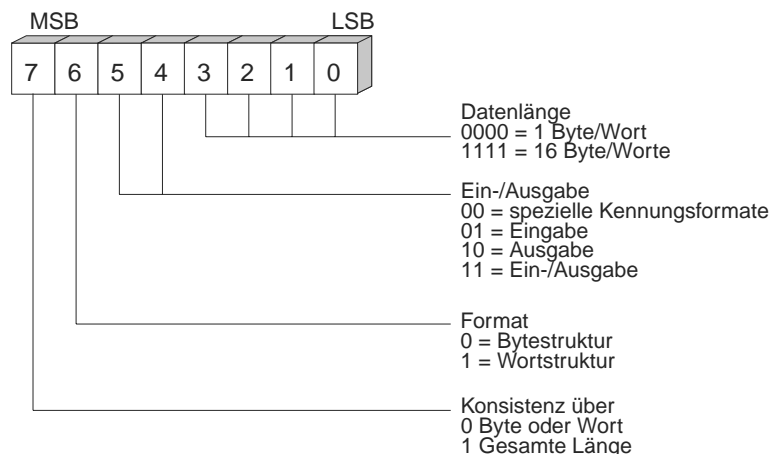 MSB LSB
7 6 5 4 3 2 1 0
Datenlänge
0000 = 1 Byte/Wort
1111 = 16 Byte/Worte
Ein-/Ausgabe
00 = spezielle Kennungsformate
01 = Eingabe
10 = Ausgabe
11 = Ein-/Ausgabe
Format
0 = Bytestruktur
1 = Wortstruktur
Konsistenz über
0 Byte oder Wort
1 Gesamte Länge